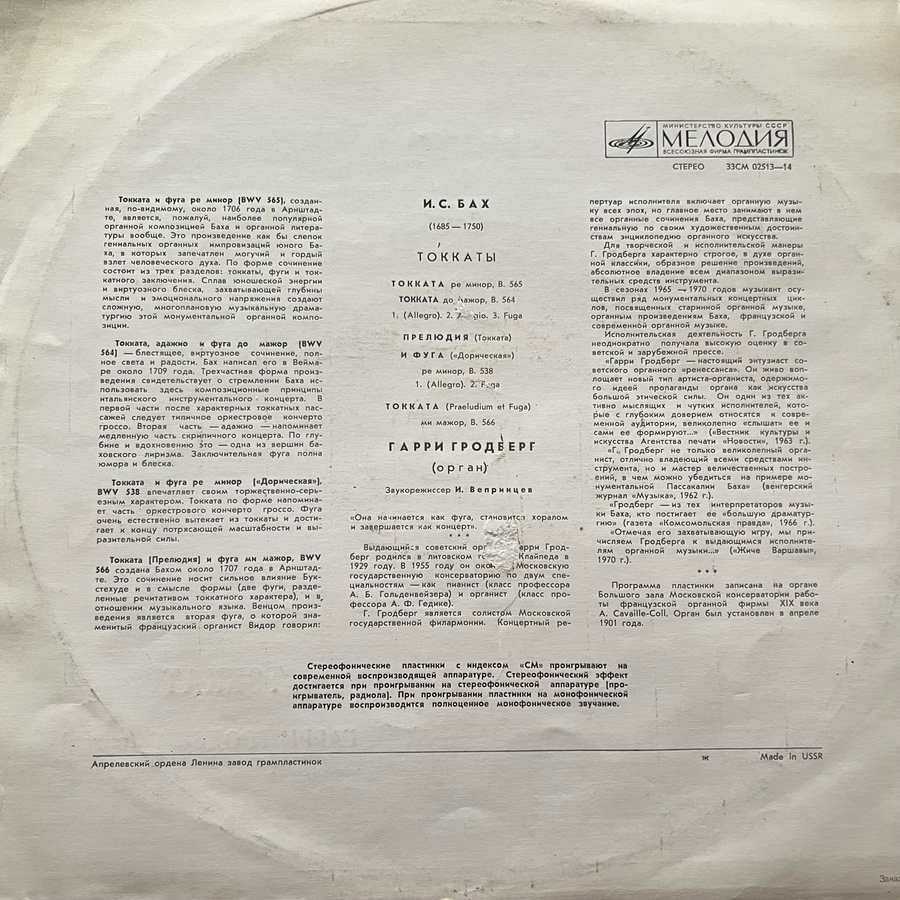 МИНИСТЕРСТВО КУЛЬТУРЫ СССР
МЕЛОДИЯ
ВСЕСОЮЗНАЯ ФИРМА ГРАМПЛАСТИНОК
СТЕРЕО 33СМ 02513—14
Токката и фуга ре минор (BWV 565), создан-
ная, по-видимому, около 1706 года в Арнштад-
те, является, пожалуй, наиболее популярной
органной композицией Баха и органной литера-
туры вообще. Это произведение как бы слепок
гениальных органных импровизаций юного Ба-
ха, в которых запечатлен могучий и гордый
взлет человеческого духа. По форме сочинение
состоит из трех разделов: токкаты, фуги и ток-
катного заключения. Сплав юношеской энергии
и виртуозного блеска, захватывающей глубины
мысли и эмоционального напряжения создают
сложную, многоплановую музыкальную драма-
тургию этой монументальной органной компо-
зиции.
Токката, адажио и фуга до мажор (BWV
564) — блестящее, виртуозное сочинение, пол-
ное света и радости. Бах написал его в Вейма-
ре около 1709 года. Трехчастная форма произ-
ведения свидетельствует о стремлении Баха ис-
пользовать здесь композиционные принципы
итальянского инструментального концерта. В
первой части после характерных токкатных пас-
сажей следует типичное оркестровое кончерто
гроссо. Вторая часть — адажио — напоминает
медленную часть скрипичного концерта. По глу-
бине и вдохновению это — одна из вершин ба-
ховского лиризма. Заключительная фуга полна
юмора и блеска.
Токката и фуга ре минор («Дорическая»),
BWV 538 впечатляет своим торжественно-серь-
езным характером. Токката по форме напомина-
ет часть оркестрового кончерто гроссо. Фуга
очень естественно вытекает из токкаты и дости-
гает к концу потрясающей масштабности и вы-
разительной силы.
Токката (Прелюдия) и фуга ми мажор, BWV
566 создана Бахом около 1707 года в Арнштад-
те. Это сочинение носит сильное влияние Бук-
стехуде и в смысле формы (две фуги, разде-
ленные речитативом токкатного характера), и в
отношении музыкального языка. Венцом произ-
ведения является вторая фуга, о которой зна-
менитый французский органист Видор говорил:
И. С. БАХ
(1685 — 1750)
ТОККАТЫ
ТОККАТА ре минор, В. 565
ТОККАТА до мажор, В. 564
1. (Allegro). 2. 3. Fuga
ПРЕЛЮДИЯ (Токката)
И ФУГА («Дорическая»)
ре минор, В. 538
1. (Allegro). 2. Fuga
ТОККАТА (Praeludium et Fuga)
ми мажор, В. 566
ГАРРИ ГРОДБЕРГ
(орган)
Звукорежиссер И. Вепринцев
«Она начинается как фуга, становится хоралом
и завершается как концерт».
* * *
Выдающийся советский Гарри Грод-
берг родился в литовском Клайпеда в
1929 году. В 1955 году он Московскую
государственную консерваторию по двум спе-
циальностям — как пианист (класс профессора
А. Б. Гольденвейзера) и органист (класс про-
фессора А. Ф. Гедике).
Г. Гродберг является солистом Московской
государственной филармонии. Концертный ре-
пертуар исполнителя включает органную музы-
ку всех эпох, но главное место занимают в нем
все органные сочинения Баха, представляющие
гениальную по своим художественным достоин-
ствам энциклопедию органного искусства.
Для творческой и исполнительской манеры
Г. Гродберга характерно строгое, в духе орган-
ной классики, образное решение произведений,
абсолютное владение всем диапазоном вырази-
тельных средств инструмента.
В сезонах 1965 — 1970 годов музыкант осу-
ществил ряд монументальных концертных цик-
лов, посвященных старинной органной музыке,
органным произведениям Баха, французской и
современной органной музыке.
Исполнительская деятельность Г. Гродберга
неоднократно получала высокую оценку в со-
ветской и зарубежной прессе.
«Гарри Гродберг — настоящий энтузиаст со-
ветского органного «ренессанса». Он живо воп-
лощает новый тип артиста-органиста, одержимо-
го идеей пропаганды органа как искусства
большой этической силы. Он один из тех ак-
тивно мыслящих и чутких исполнителей, кото-
рые с глубоким доверием относятся к совре-
менной аудитории, великолепно «слышат» ее и
сами ее формируют...» («Вестник культуры и
искусства Агентства печати «Новости», 1963 г.).
«Г. Гродберг не только великолепный орга-
нист, отлично владеющий всеми средствами ин-
струмента, но и мастер величественных построе-
ний, в чем можно убедиться на примере мо-
нументальной Пассакалии Баха» (венгерский
журнал «Музыка», 1962 г.).
«Гродберг — из тех интерпретаторов музы-
ки Баха, кто постигает ее «большую драматур-
гию» (газета «Комсомольская правда», 1966 г.).
«Отмечая его захватывающую игру, мы при-
числяем Гродберга к выдающимся исполните-
лям органной музыки...» («Жиче Варшавы»,
1970 г.).
* * *
Программа пластинки записана на органе
Большого зала Московской консерватории рабо-
ты французской органной фирмы XIX века
A. Cavaille-Coll. Орган был установлен в апреле
1901 года.
Стереофонические пластинки с индексом «СМ» проигрывают на
современной воспроизводящей аппаратуре. Стереофонический эффект
достигается при проигрывании на стереофонической аппаратуре (про-
игрыватель, радиола). При проигрывании пластинки на монофонической
аппаратуре воспроизводится полноценное монофоническое звучание.
Апрелевский ордена Ленина завод грампластинок Made in USSR